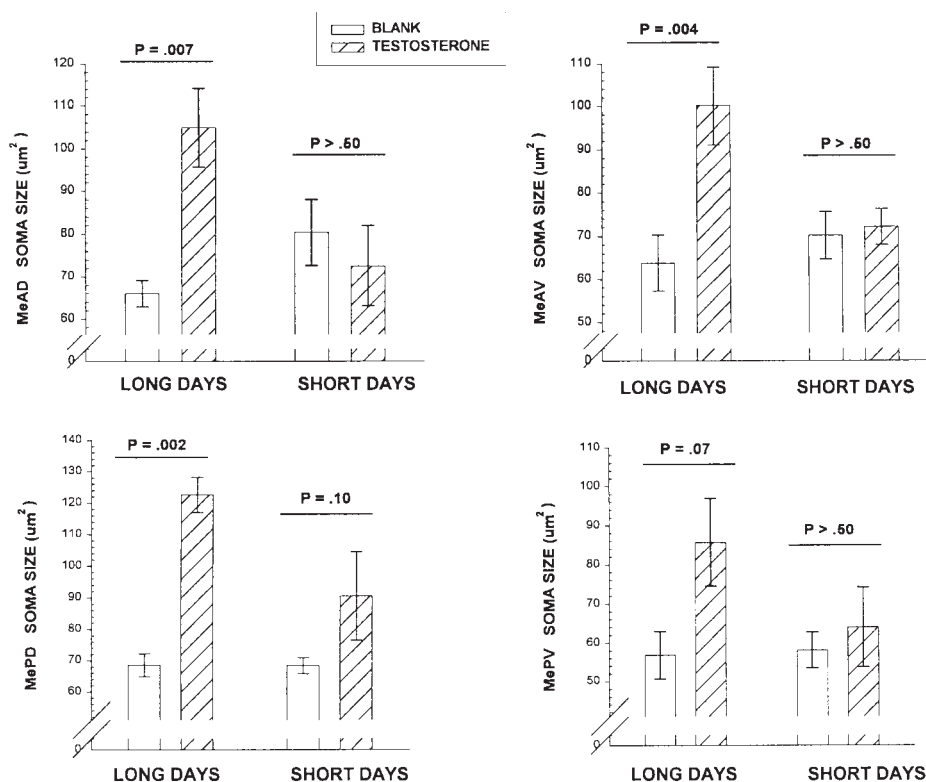 BLANK
TESTOSTERONE
P = .007
P > .50
MeAD SOMA SIZE (um²)
120
110
100
90
80
70
60
0
LONG DAYS SHORT DAYS
P = .004
P > .50
MeAV SOMA SIZE (um²)
110
100
90
80
70
60
50
0
LONG DAYS SHORT DAYS
P = .002
P = .10
MePD SOMA SIZE (um²)
140
130
120
110
100
90
80
70
60
0
LONG DAYS SHORT DAYS
P = .07
P > .50
MePV SOMA SIZE (um²)
110
100
90
80
70
60
50
0
LONG DAYS SHORT DAYS